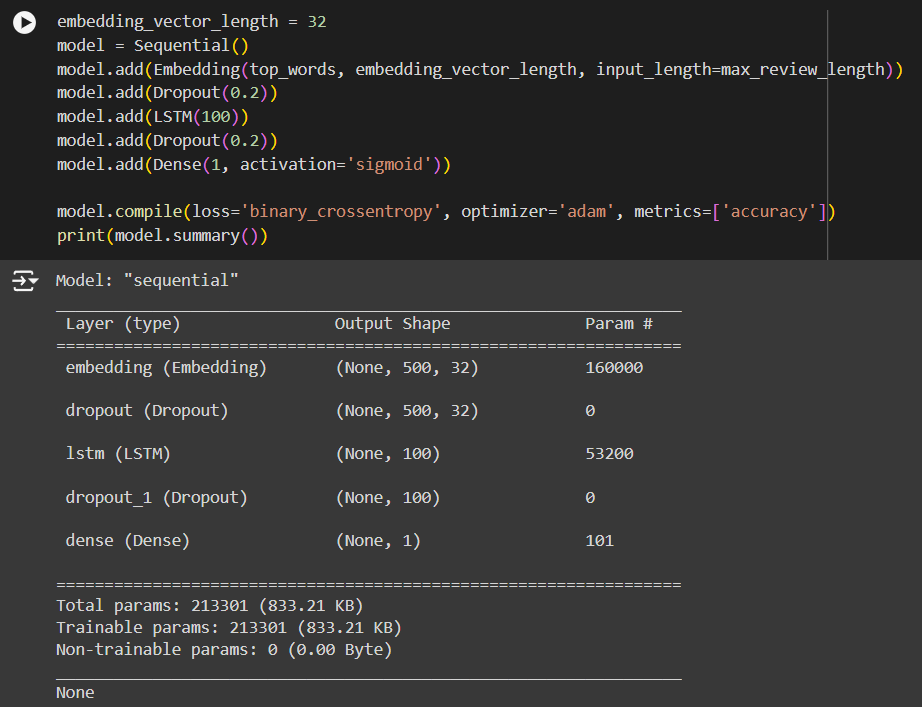 embedding_vector_length = 32
model = Sequential()
model.add(Embedding(top_words, embedding_vector_length, input_length=max_review_length))
model.add(Dropout(0.2))
model.add(LSTM(100))
model.add(Dropout(0.2))
model.add(Dense(1, activation='sigmoid'))
model.compile(loss='binary_crossentropy', optimizer='adam', metrics=['accuracy'])
print(model.summary())
Model: "sequential"
_________________________________________________________________
Layer (type) Output Shape Param #
=================================================================
embedding (Embedding) (None, 500, 32) 160000
dropout (Dropout) (None, 500, 32) 0
lstm (LSTM) (None, 100) 53200
dropout_1 (Dropout) (None, 100) 0
dense (Dense) (None, 1) 101
=================================================================
Total params: 213301 (833.21 KB)
Trainable params: 213301 (833.21 KB)
Non-trainable params: 0 (0.00 Byte)
_________________________________________________________________
None